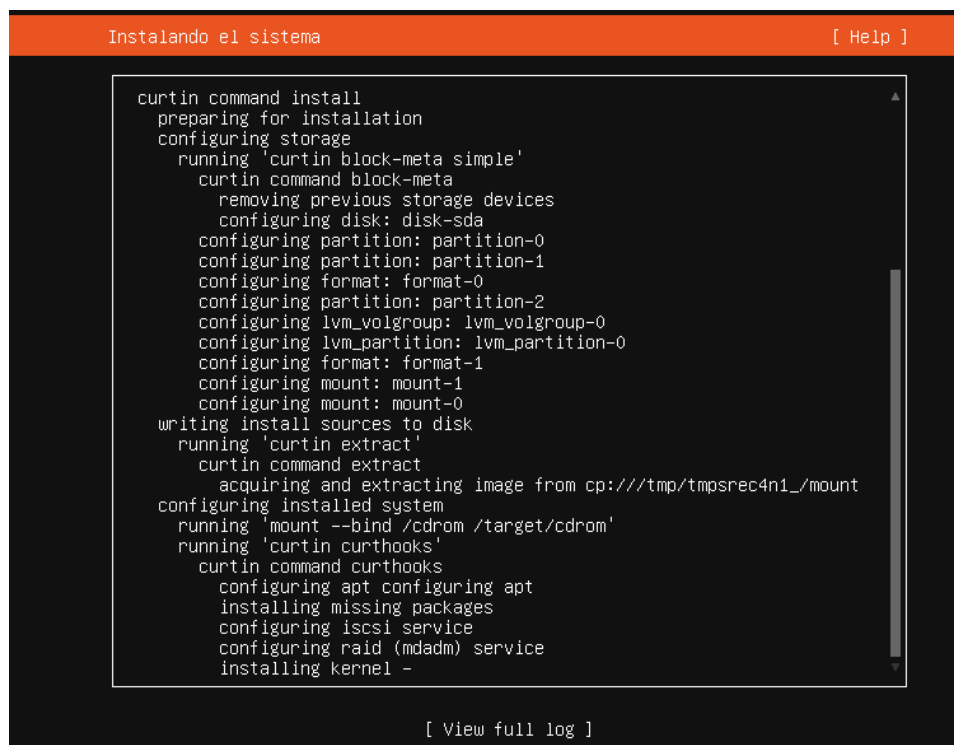 Instalando el sistema [ Help ]
curtin command install
preparing for installation
configuring storage
running 'curtin block-meta simple'
curtin command block-meta
removing previous storage devices
configuring disk: disk-sda
configuring partition: partition-0
configuring partition: partition-1
configuring format: format-0
configuring partition: partition-2
configuring lvm_volgroup: lvm_volgroup-0
configuring lvm_partition: lvm_partition-0
configuring format: format-1
configuring mount: mount-1
configuring mount: mount-0
writing install sources to disk
running 'curtin extract'
curtin command extract
acquiring and extracting image from cp:///tmp/tmpsrec4n1_/mount
configuring installed system
running 'mount --bind /cdrom /target/cdrom'
running 'curtin curthooks'
curtin command curthooks
configuring apt configuring apt
installing missing packages
configuring iscsi service
configuring raid (mdadm) service
installing kernel -
[ View full log ]